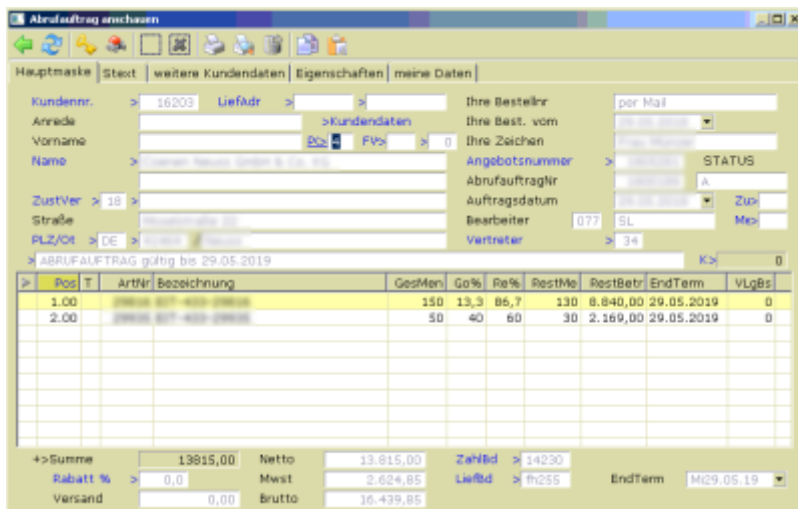 Abrufauftrag anschauen
Hauptmaske Stext weitere Kundendaten Eigenschaften meine Daten
Kundennr. > 16203 LiefAdr > > Ihre Bestellnr per Mail
Anrede >Kundendaten Ihre Best. vom
Vorname PC> FV> > 0 Ihre Zeichen
Name > Angebotsnummer > STATUS
AbrufauftragNr A
ZustVer > 18 > Auftragsdatum Zu>
Straße Bearbeiter 077 SL Me>
PLZ/Ot > DE > Vertreter > 34
> ABRUFAUFTRAG gültig bis 29.05.2019 K> 0
> Pos T ArtNr Bezeichnung GesMen Go% Re% RestMe RestBetr EndTerm VLgBs
1.00 150 13,3 86,7 130 8.840,00 29.05.2019 0
2.00 50 40 60 30 2.169,00 29.05.2019 0
+>Summe 13815,00 Netto 13.815,00 ZahlBd > 14230
Rabatt % > 0,0 Mwst 2.624,85 LiefBd > fh255 EndTerm Mi29.05.19
Versand 0,00 Brutto 16.439,85